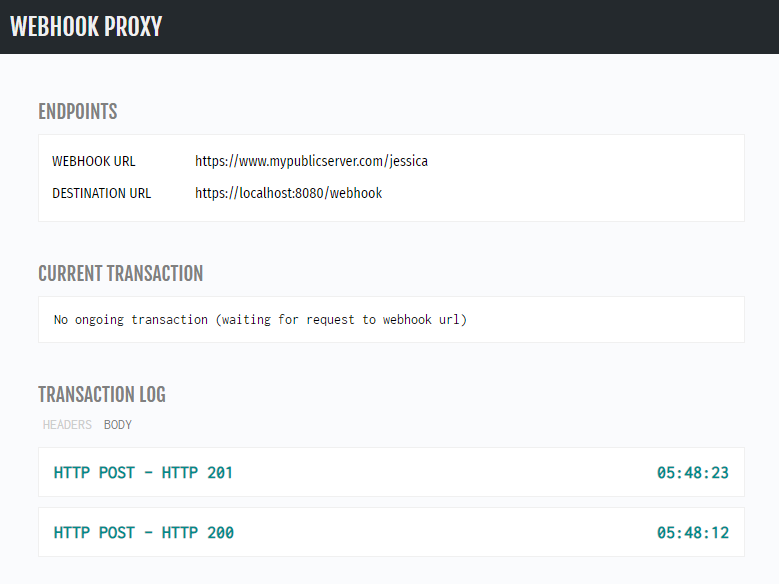 WEBHOOK PROXY
ENDPOINTS
WEBHOOK URL https://www.mypublicserver.com/jessica
DESTINATION URL https://localhost:8080/webhook
CURRENT TRANSACTION
No ongoing transaction (waiting for request to webhook url)
TRANSACTION LOG
HEADERS BODY
HTTP POST - HTTP 201 05:48:23
HTTP POST - HTTP 200 05:48:12